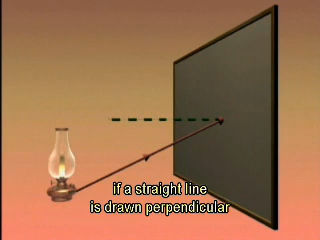 if a straight line
is drawn perpendicular